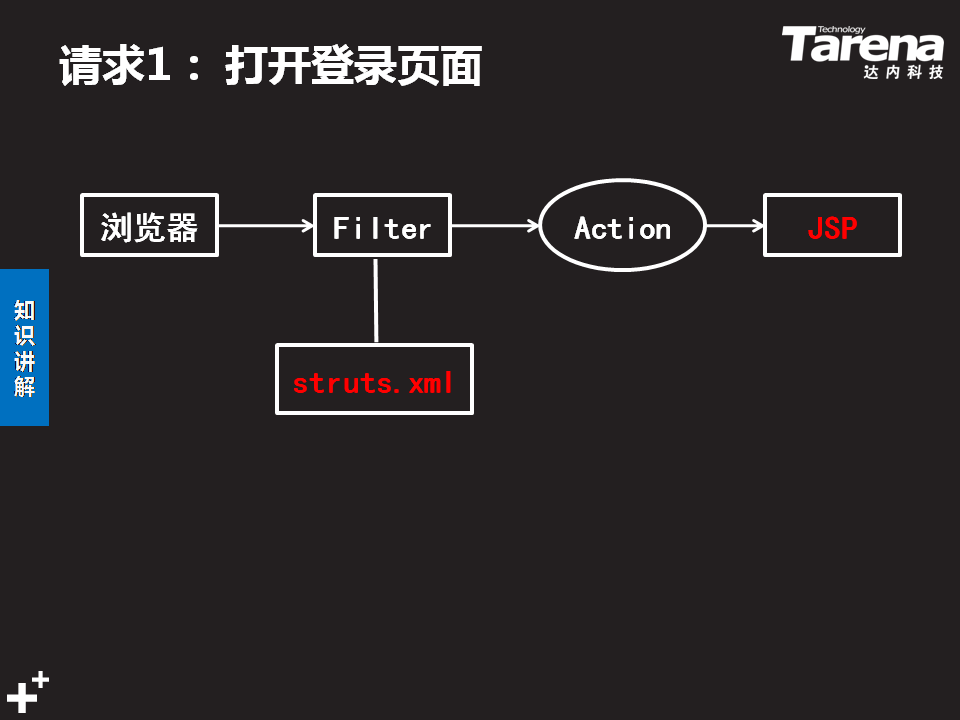 请求1：打开登录页面
Technology
Tarena
达内科技
浏览器
Filter
Action
JSP
struts.xml
知识讲解